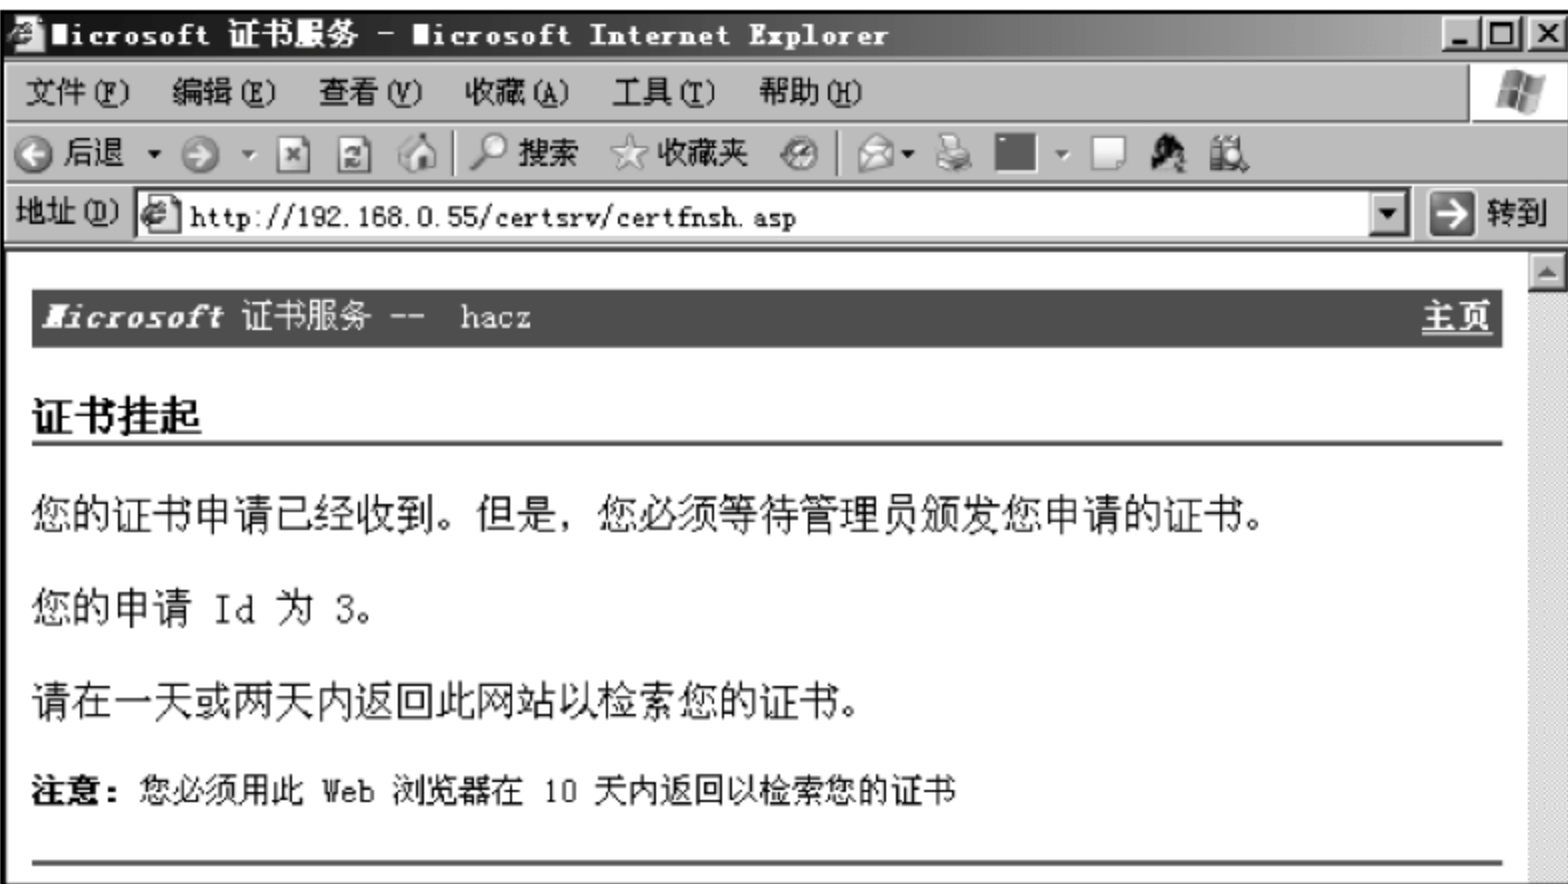 Microsoft 证书服务 - Microsoft Internet Explorer
文件(F) 编辑(E) 查看(V) 收藏(A) 工具(T) 帮助(H)
后退 搜索 收藏夹
地址(D) http://192.168.0.55/certsrv/certfnsh.asp 转到
Microsoft 证书服务 -- hacz 主页
证书挂起
您的证书申请已经收到。但是，您必须等待管理员颁发您申请的证书。
您的申请 Id 为 3。
请在一天或两天内返回此网站以检索您的证书。
注意：您必须用此 Web 浏览器在 10 天内返回以检索您的证书